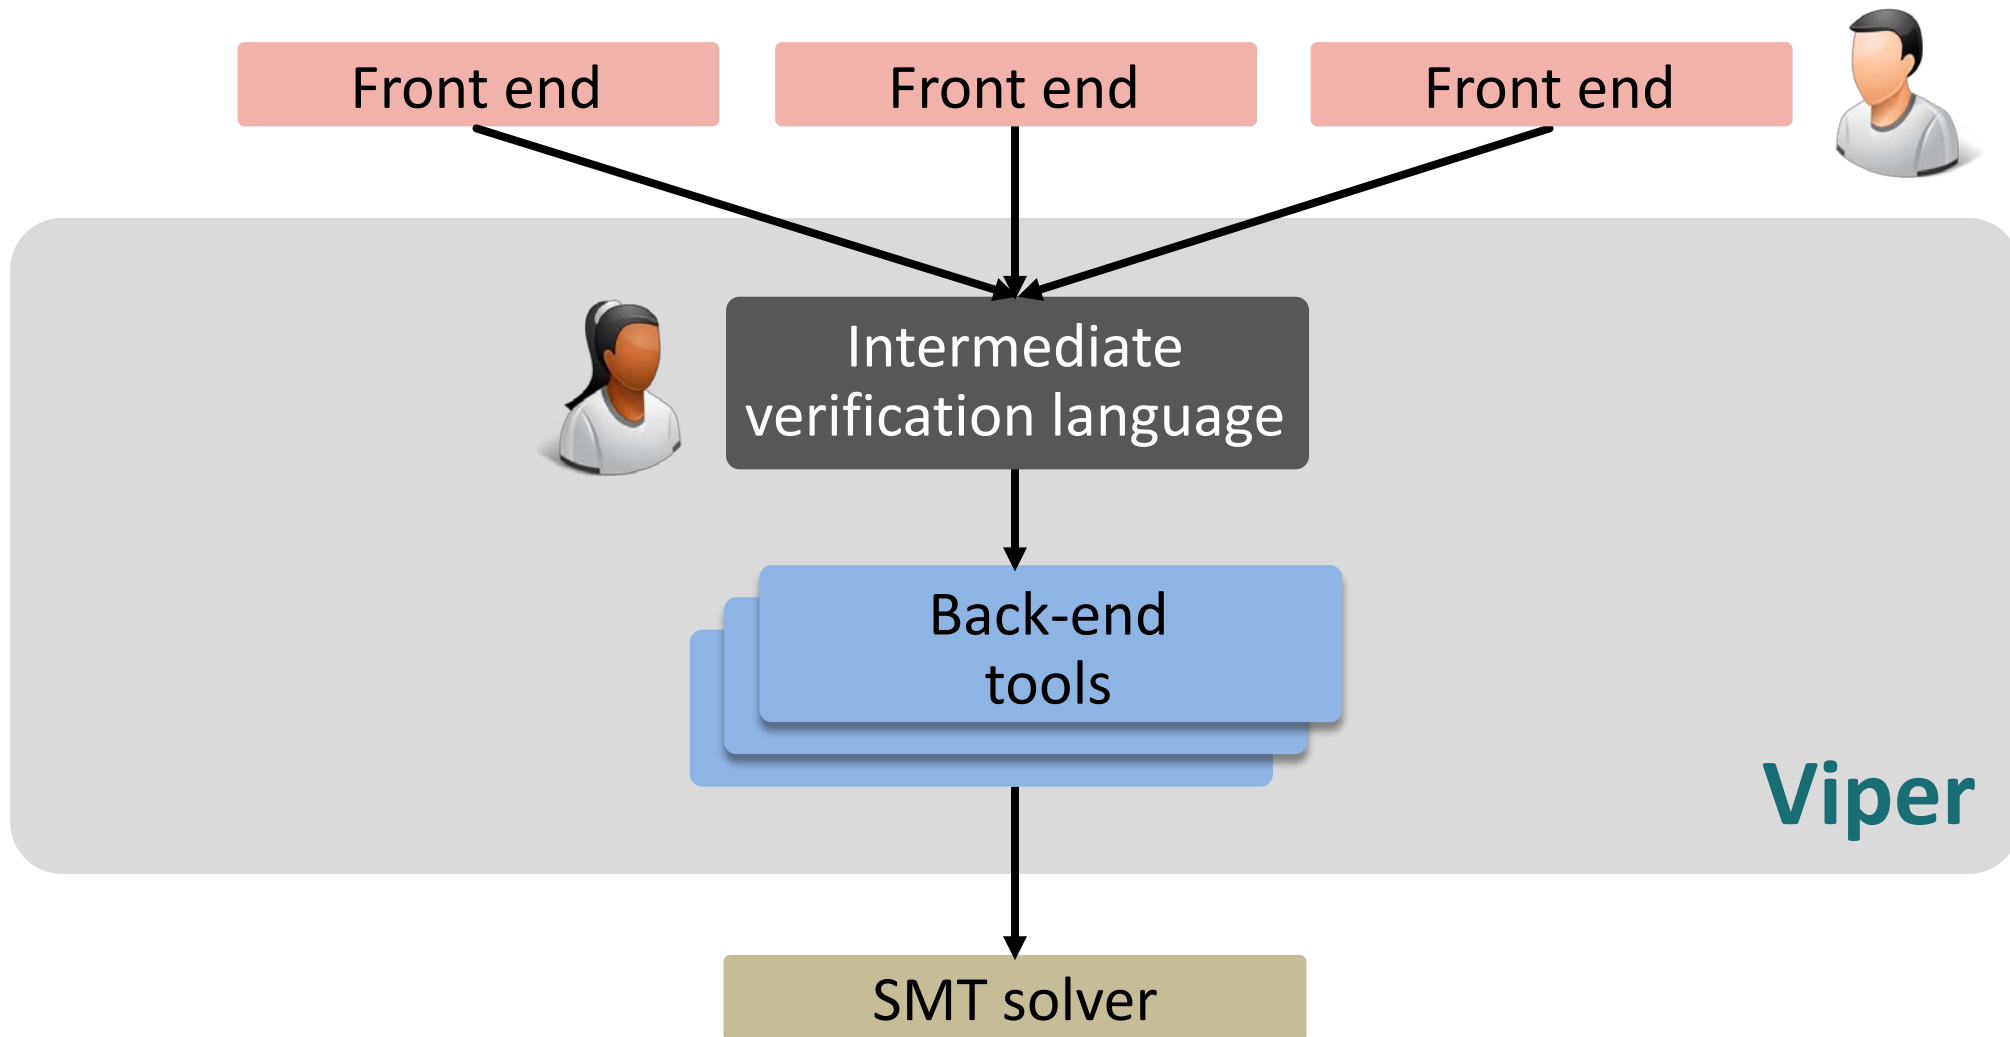 Front end
Front end
Front end
Intermediate
verification language
Back-end
tools
Viper
SMT solver